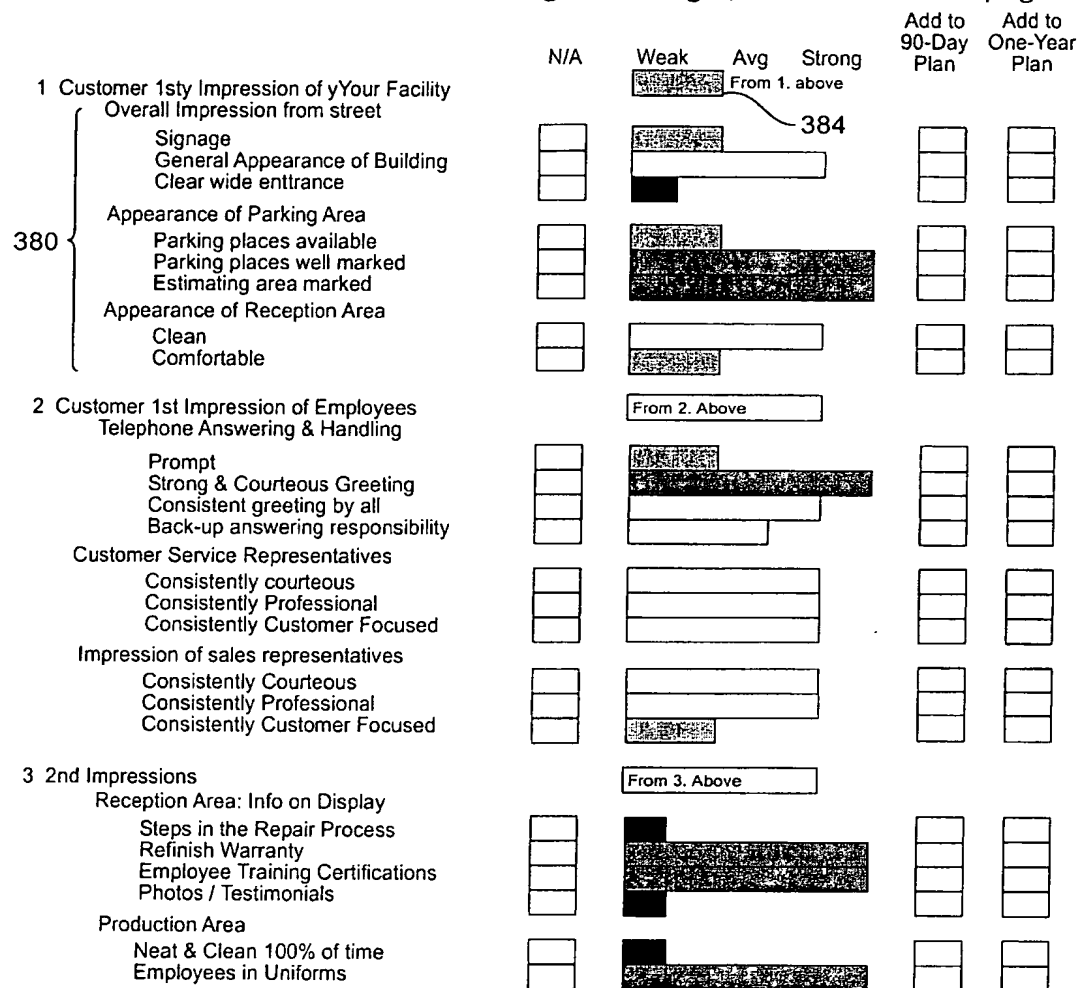 Add to Add to
N/A Weak Avg Strong 90-Day One-Year
Plan Plan
1 Customer 1sty Impression of yYour Facility From 1. above
Overall Impression from street
384
Signage
General Appearance of Building
Clear wide enttrance
Appearance of Parking Area
380
Parking places available
Parking places well marked
Estimating area marked
Appearance of Reception Area
Clean
Comfortable
2 Customer 1st Impression of Employees From 2. Above
Telephone Answering & Handling
Prompt
Strong & Courteous Greeting
Consistent greeting by all
Back-up answering responsibility
Customer Service Representatives
Consistently courteous
Consistently Professional
Consistently Customer Focused
Impression of sales representatives
Consistently Courteous
Consistently Professional
Consistently Customer Focused
3 2nd Impressions From 3. Above
Reception Area: Info on Display
Steps in the Repair Process
Refinish Warranty
Employee Training Certifications
Photos / Testimonials
Production Area
Neat & Clean 100% of time
Employees in Uniforms